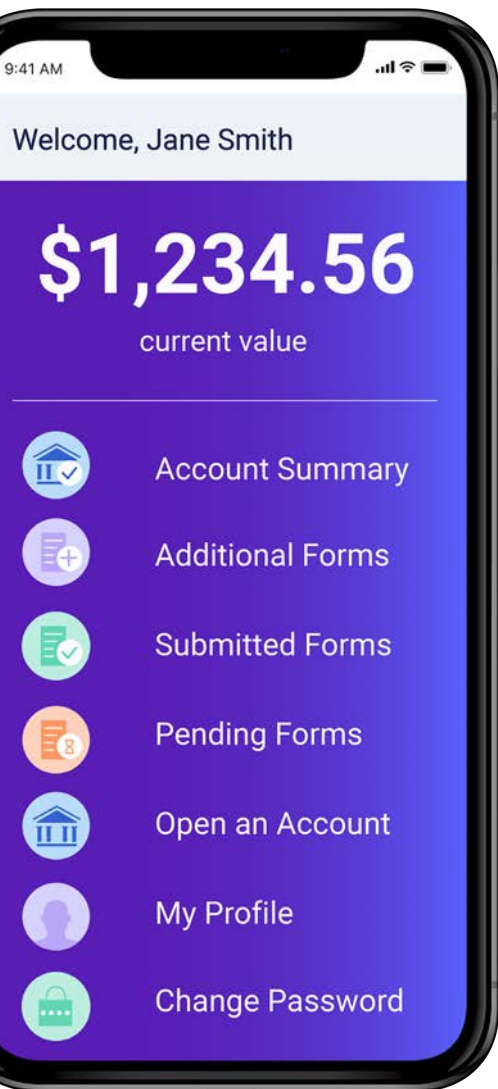 9:41 AM
Welcome, Jane Smith
$1,234.56
current value
Account Summary
Additional Forms
Submitted Forms
Pending Forms
Open an Account
My Profile
Change Password